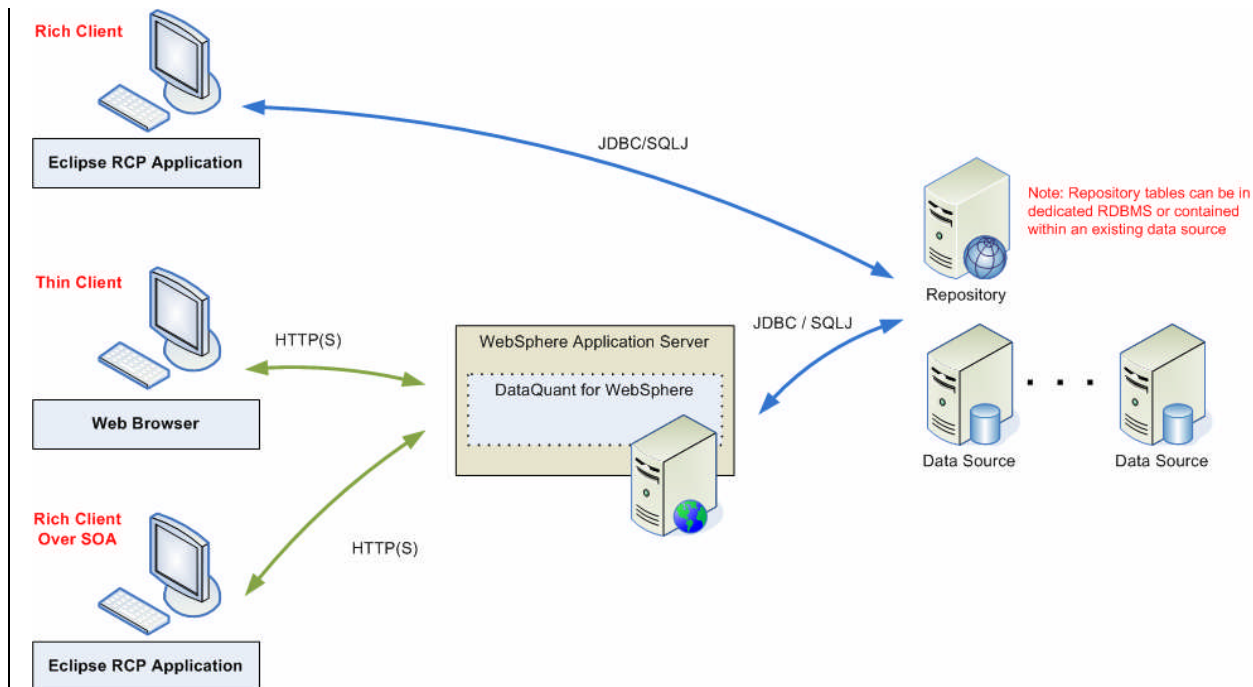 Rich Client
Eclipse RCP Application
JDBC/SQLJ
Note: Repository tables can be in
dedicated RDBMS or contained
within an existing data source
Repository
Thin Client
HTTP(S)
Web Browser
WebSphere Application Server
DataQuant for WebSphere
JDBC / SQLJ
Data Source
. . .
Data Source
Rich Client
Over SOA
HTTP(S)
Eclipse RCP Application